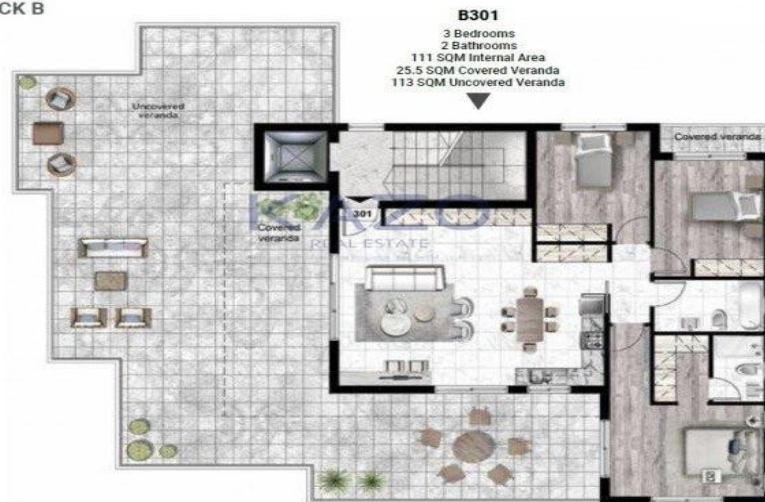 CK B
B301
3 Bedrooms
2 Bathrooms
111 SQM Internal Area
25.5 SQM Covered Veranda
113 SQM Uncovered Veranda
Uncovered
veranda
Covered veranda
301
KAZO
REAL ESTATE
Covered
veranda